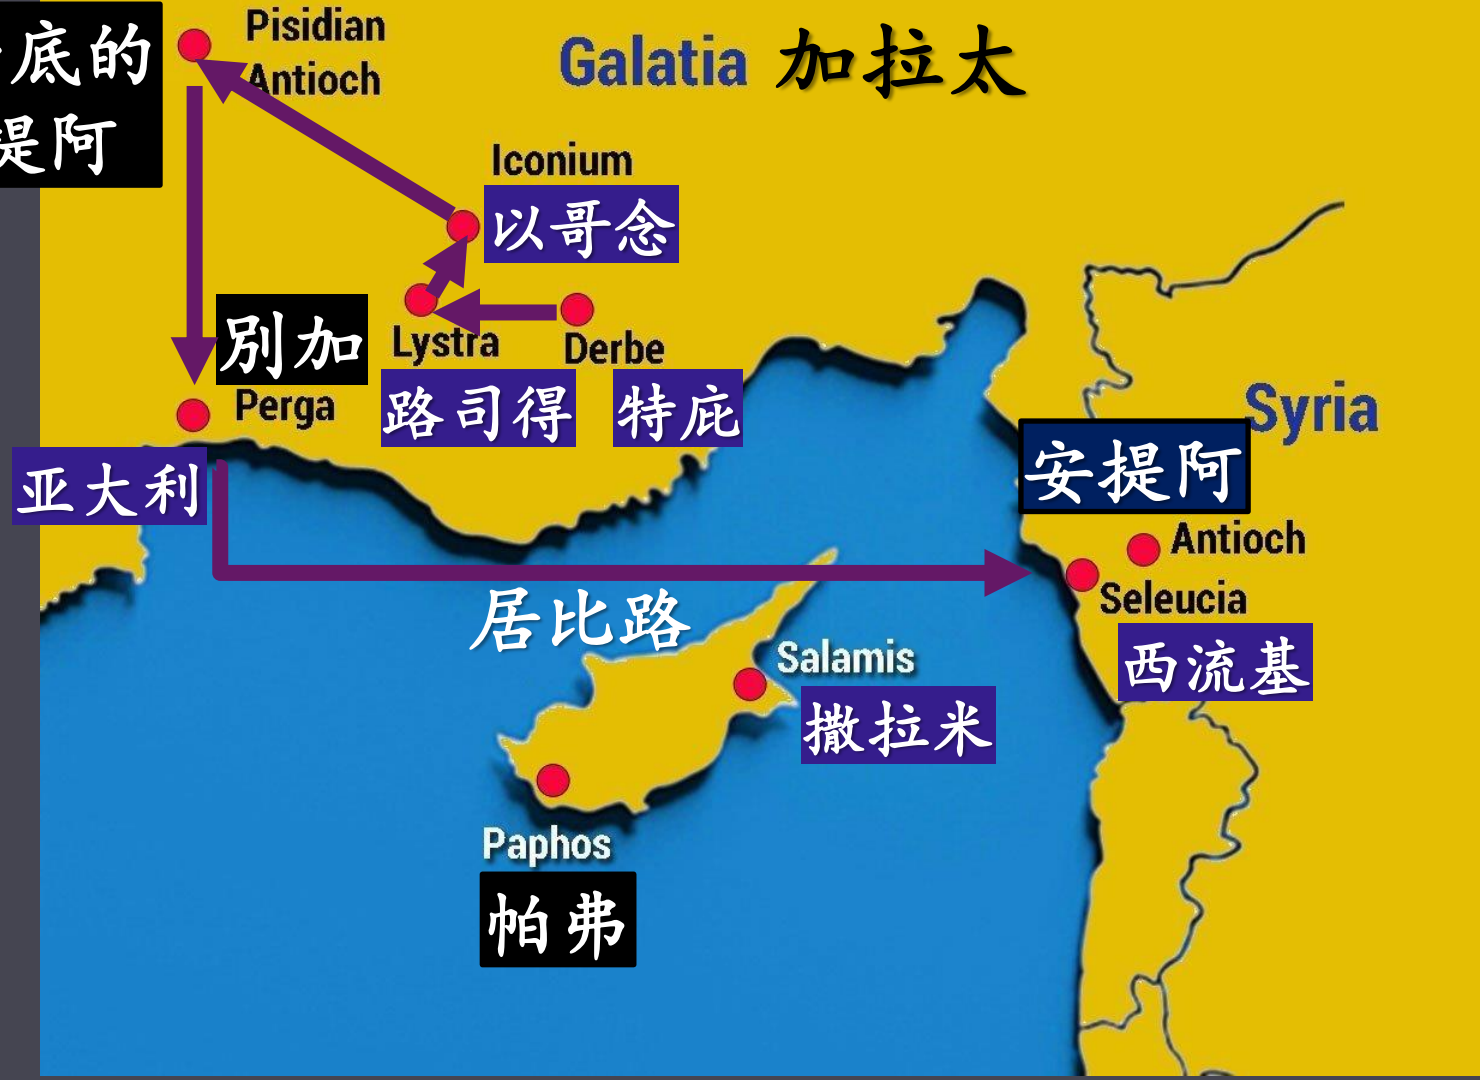 底的
提阿
Pisidian
Antioch
Galatia 加拉太
Iconium
以哥念
別加
Perga
Lystra
路司得
Derbe
特庇
亚大利
Syria
安提阿
Antioch
Seleucia
西流基
居比路
Salamis
撒拉米
Paphos
帕弗